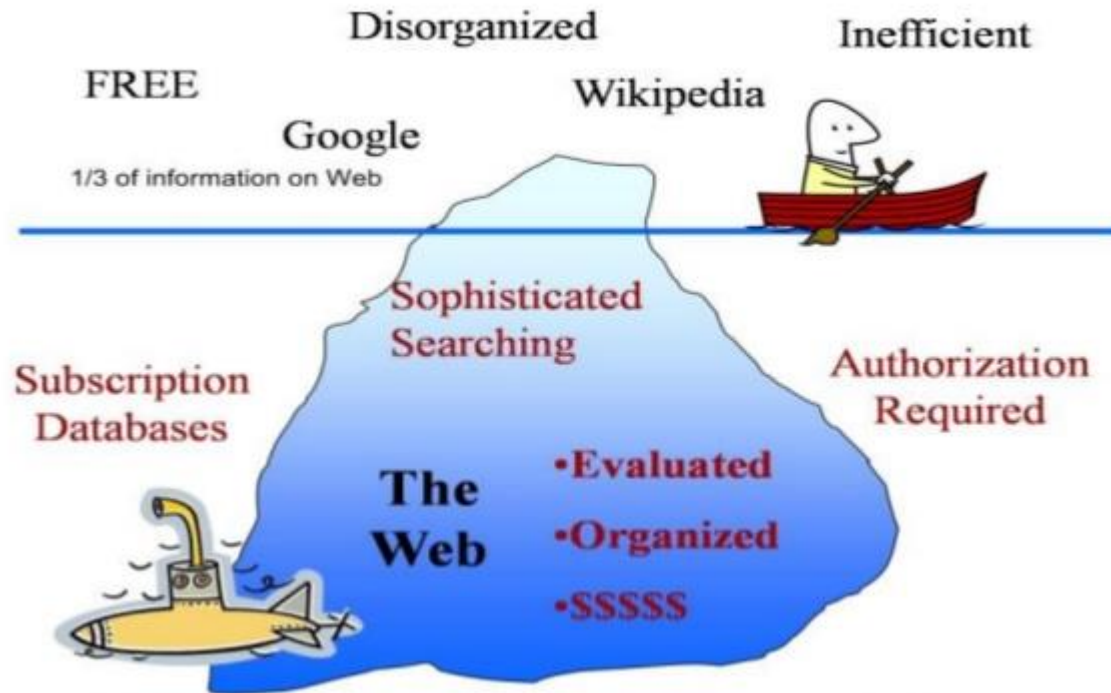 Disorganized
Inefficient
FREE
Wikipedia
Google
1/3 of information on Web
Sophisticated
Searching
Subscription
Databases
Authorization
Required
The
Web
•Evaluated
•Organized
•$$$$$